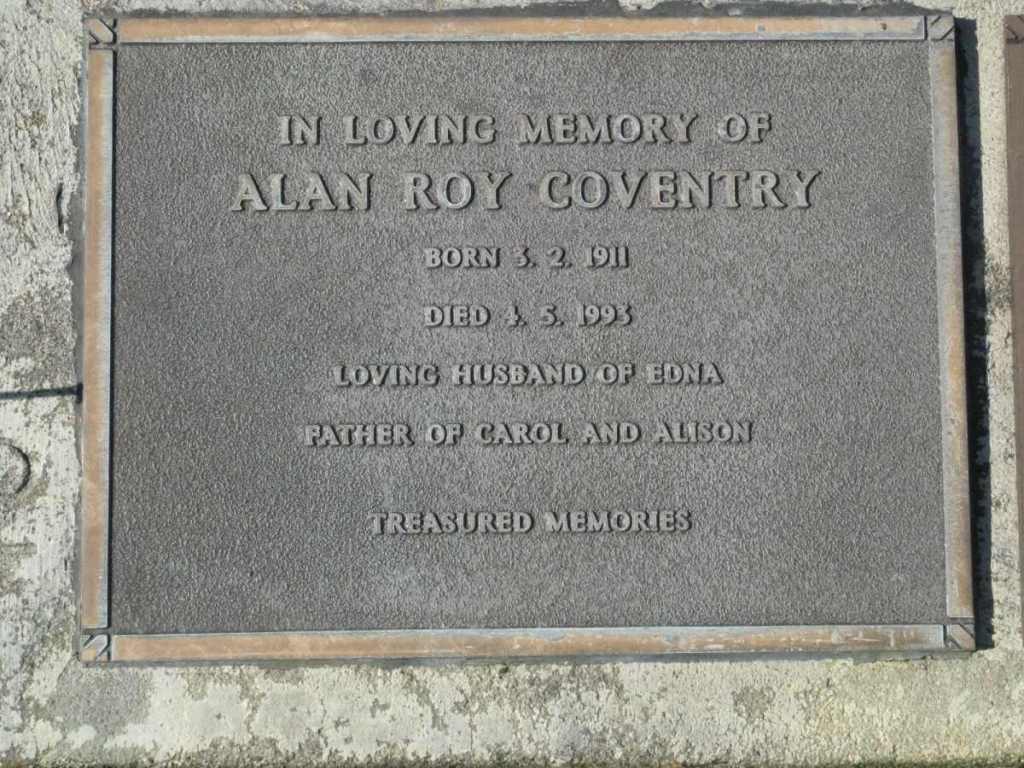 IN LOVING MEMORY OF
ALAN ROY COVENTRY
BORN 3. 2. 1911
DIED 4. 5. 1993
LOVING HUSBAND OF EDNA
FATHER OF CAROL AND ALISON
TREASURED MEMORIES